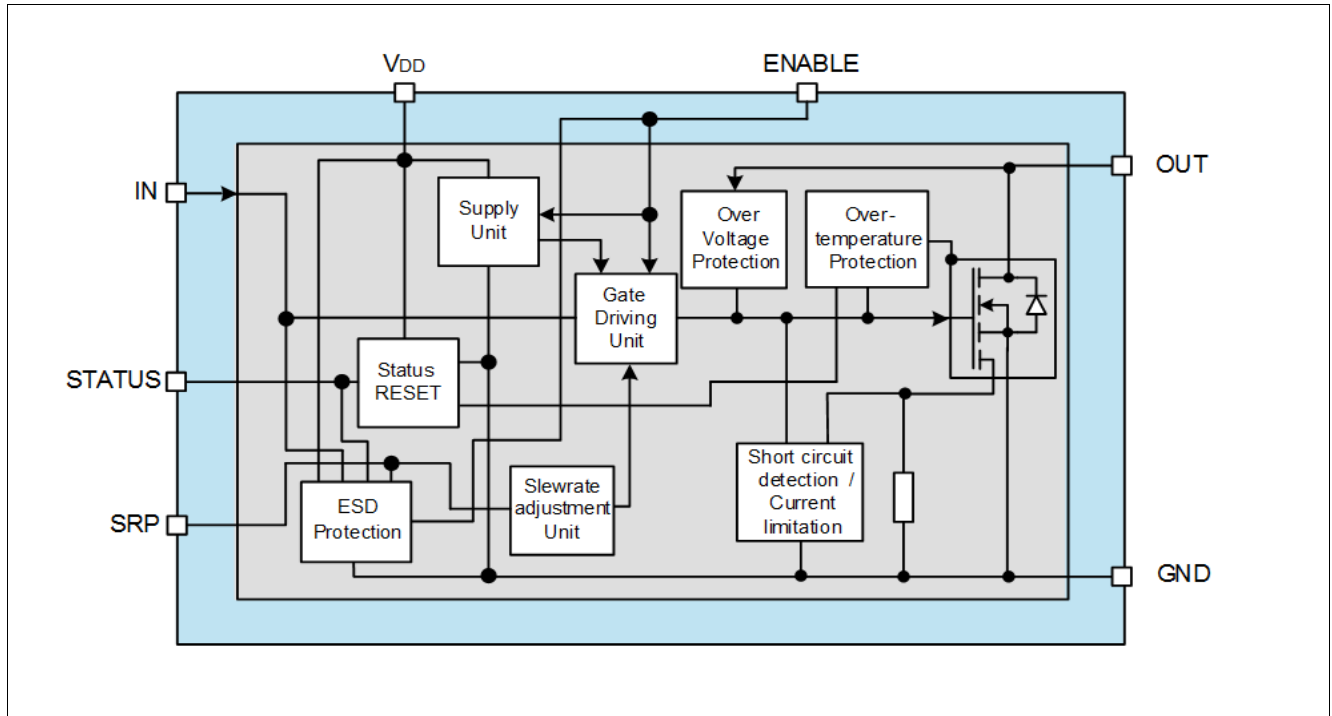 VDD
ENABLE
IN
OUT
Supply
Unit
Over
Voltage
Protection
Over-
temperature
Protection
Gate
Driving
Unit
STATUS
Status
RESET
Short circuit
detection /
Current
limitation
Slewrate
adjustment
Unit
SRP
ESD
Protection
GND